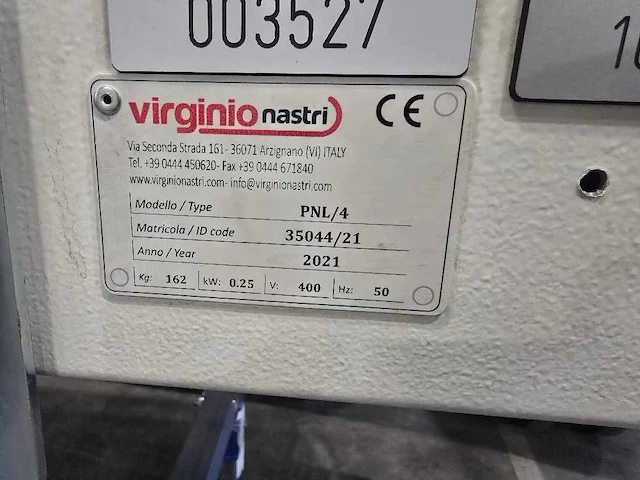 003527
virginio nastri CE
Via Seconda Strada 161- 36071 Arzignano (VI) ITALY
Tel. +39 0444 450620- Fax +39 0444 671840
www.virginionastri.com- info@virginionastri.com
Modello / Type PNL/4
Matricola / ID code 35044/21
Anno / Year 2021
Kg: 162 kW: 0.25 V: 400 Hz: 50